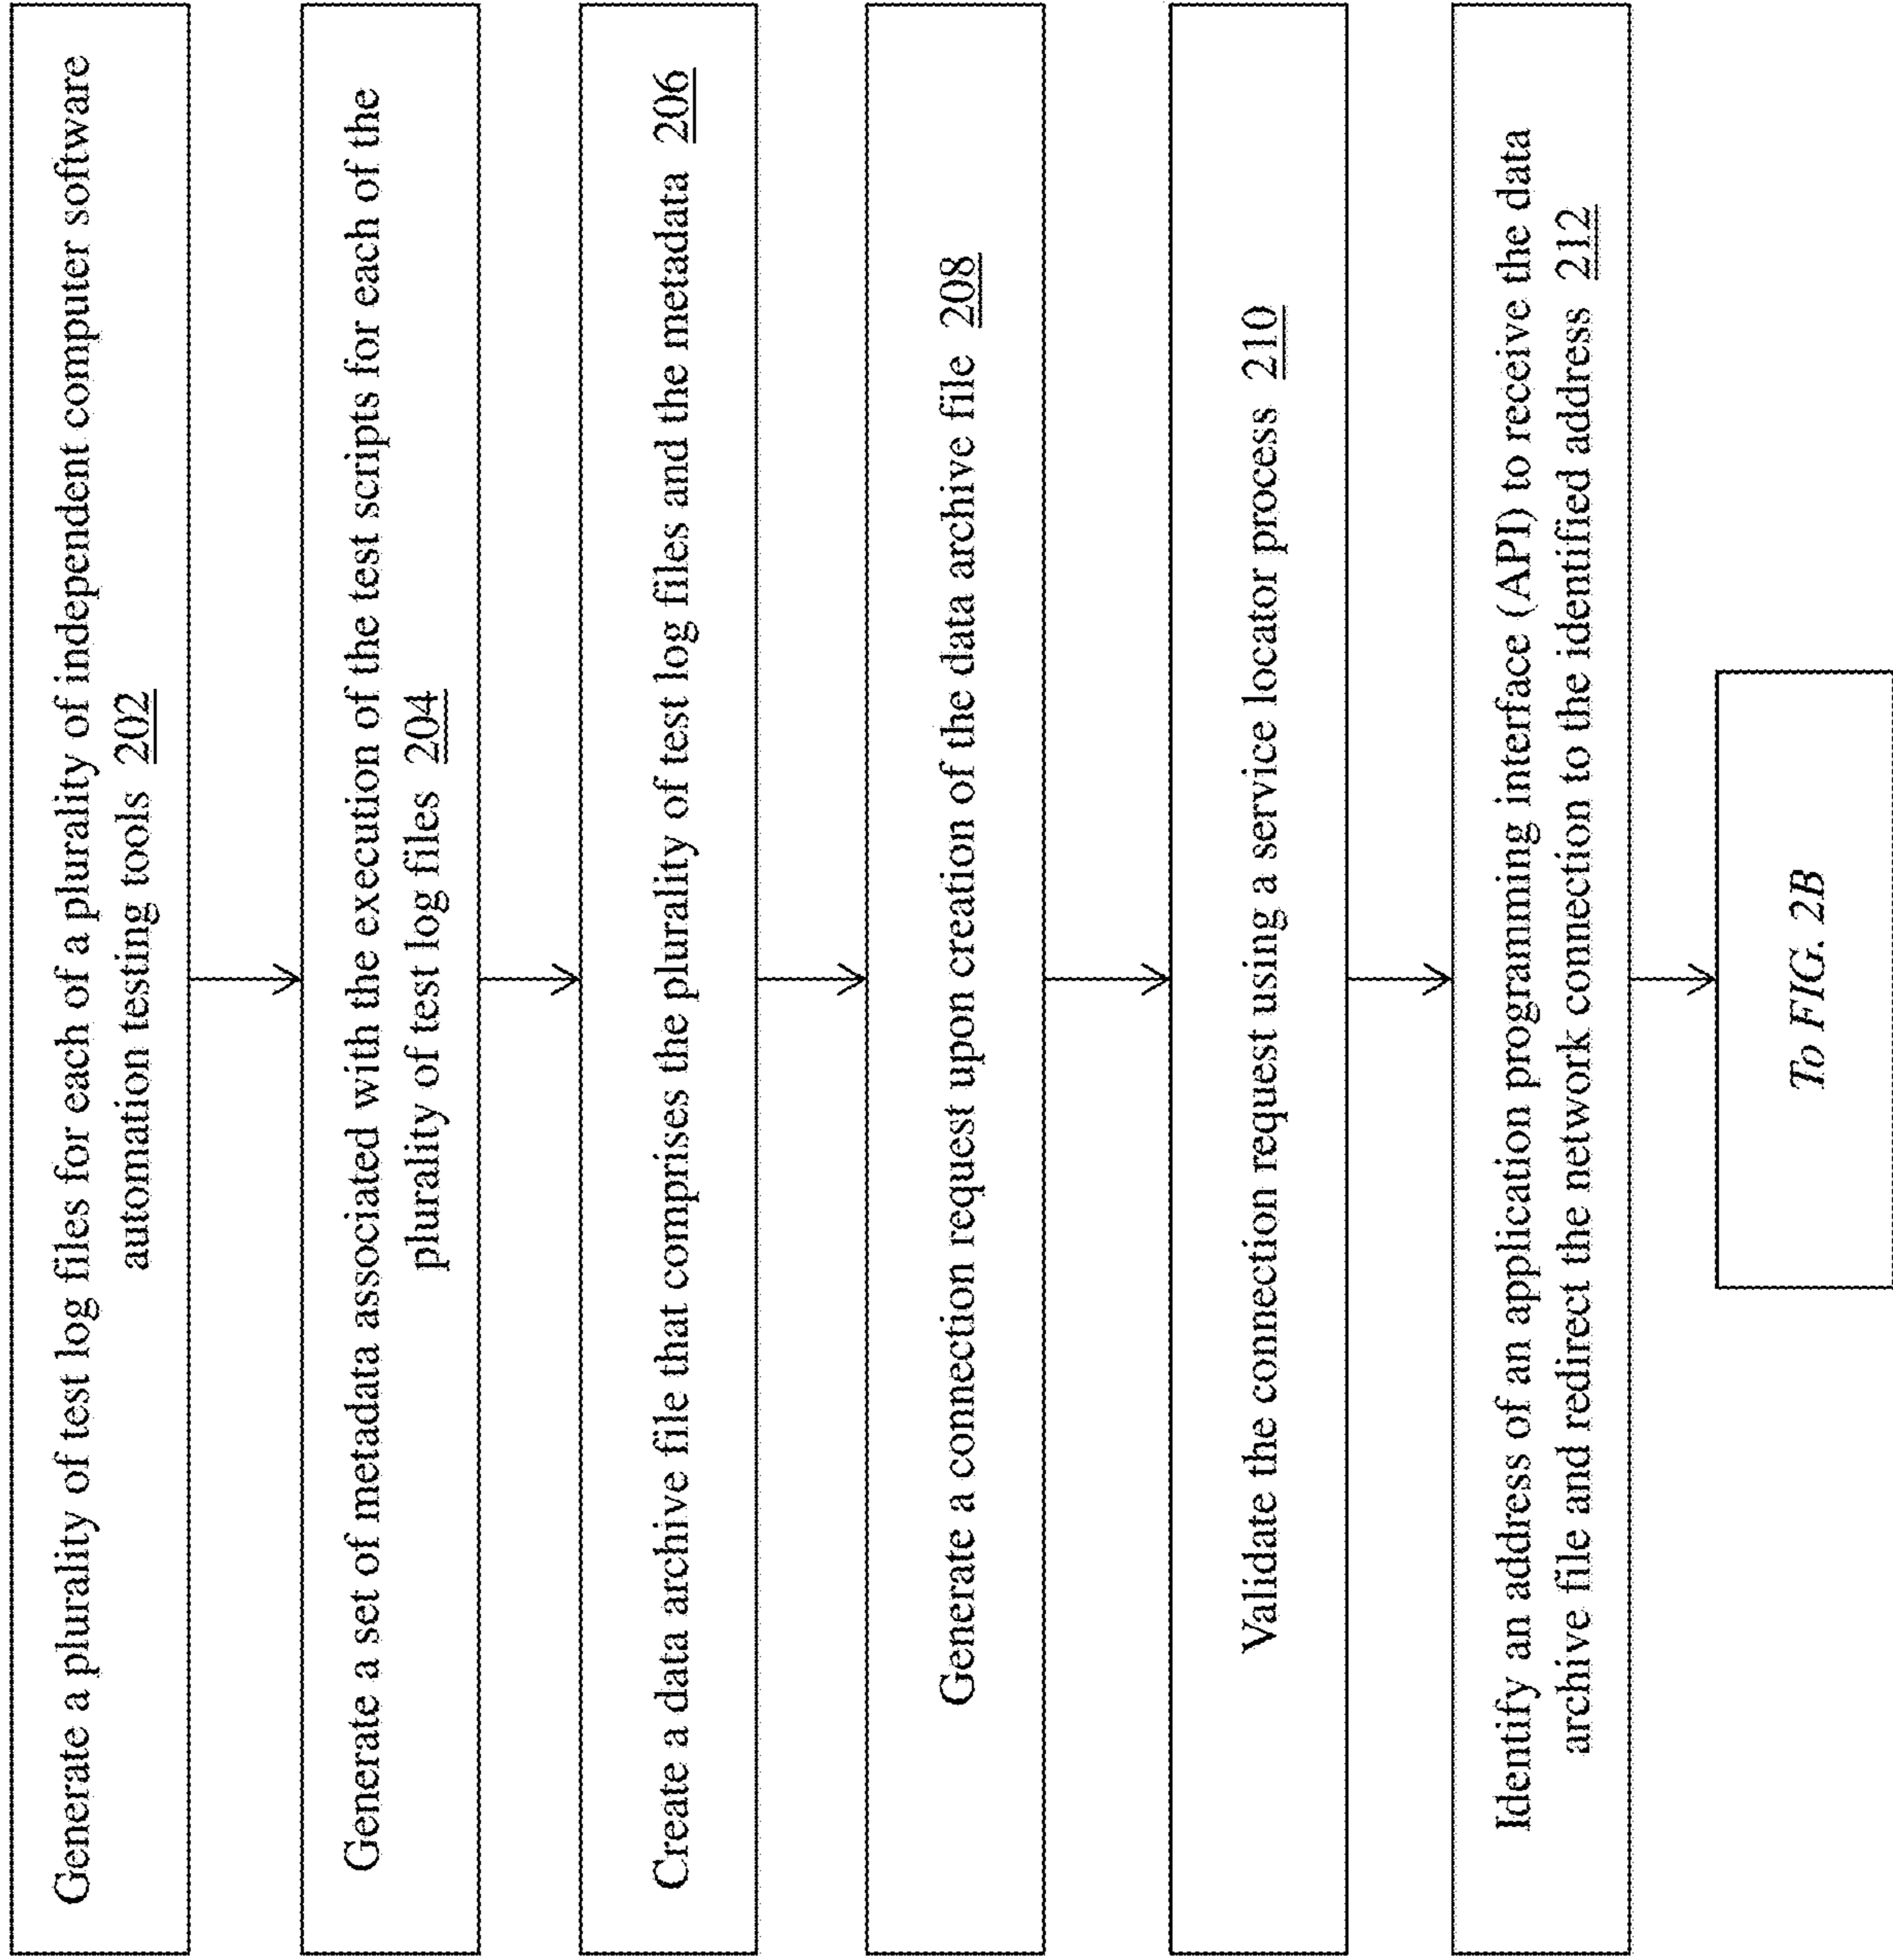 Generate a plurality of test log files for each of a plurality of independent computer software
automation testing tools 202
Generate a set of metadata associated with the execution of the test scripts for each of the
plurality of test log files 204
Create a data archive file that comprises the plurality of test log files and the metadata 206
Generate a connection request upon creation of the data archive file 208
Validate the connection request using a service locator process 210
Identify an address of an application programming interface (API) to receive the data
archive file and redirect the network connection to the identified address 212
To FIG. 2B